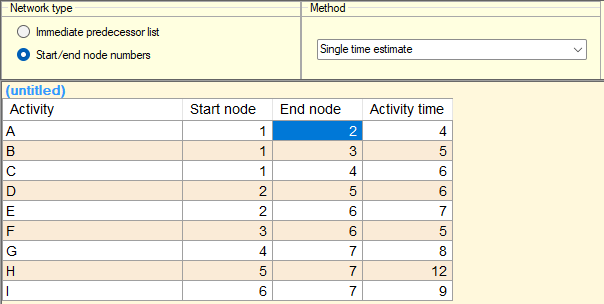 Network type
Method
Immediate predecessor list
Start/end node numbers
Single time estimate
(untitled)
Activity Start node End node Activity time
A 1 2 4
B 1 3 5
C 1 4 6
D 2 5 6
E 2 6 7
F 3 6 5
G 4 7 8
H 5 7 12
I 6 7 9